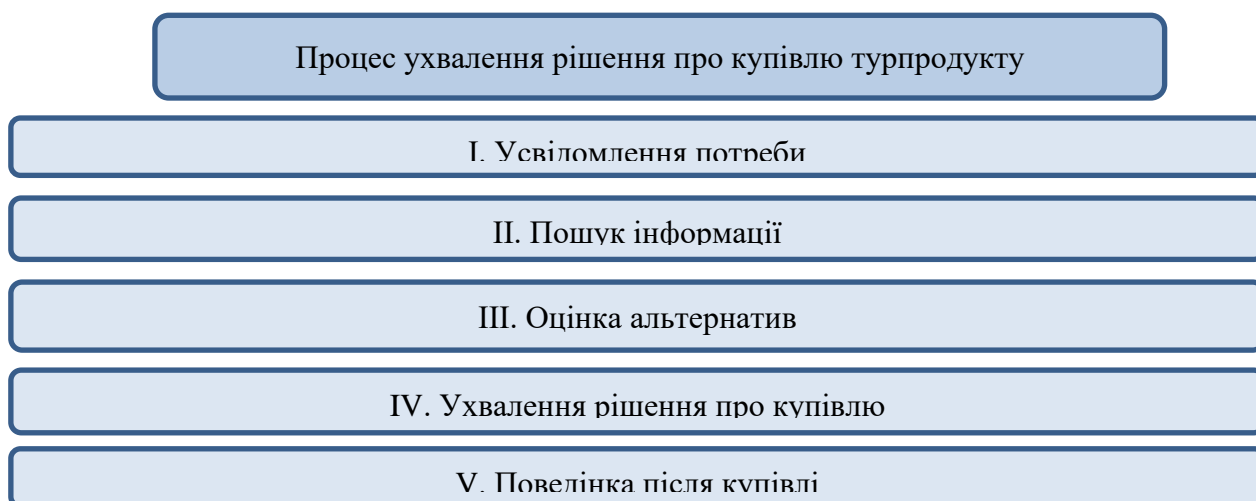 Процес ухвалення рішення про купівлю турпродукту
I. Усвідомлення потреби
II. Пошук інформації
III. Оцінка альтернатив
IV. Ухвалення рішення про купівлю
V. Поведінка після купівлі